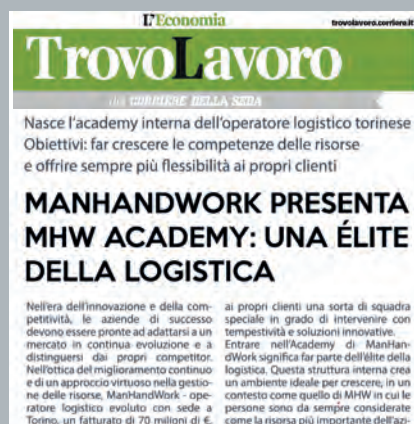 L'Economia
trovolavoro.corriere.it
TrovoLavoro
del CORRIERE DELLA SERA
Nasce l'academy interna dell'operatore logistico torinese
Obiettivi: far crescere le competenze delle risorse
e offrire sempre più flessibilità ai propri clienti
MANHANDWORK PRESENTA
MHW ACADEMY: UNA ÉLITE
DELLA LOGISTICA
Nell'era dell'innovazione e della com-
petitività, le aziende di successo
devono essere pronte ad adattarsi a un
mercato in continua evoluzione e a
distinguersi dai propri competitor.
Nell'ottica del miglioramento continuo
e di un approccio virtuoso nella gestio-
ne delle risorse, ManHandWork - ope-
ratore logistico evoluto con sede a
Torino, un fatturato di 70 milioni di €,
ai propri clienti una sorta di squadra
speciale in grado di intervenire con
tempestività e soluzioni innovative.
Entrare nell'Academy di ManHan-
dWork significa far parte dell'élite della
logistica. Questa struttura interna crea
un ambiente ideale per crescere, in un
contesto come quello di MHW in cui le
persone sono da sempre considerate
come la risorsa più importante dell'azi-